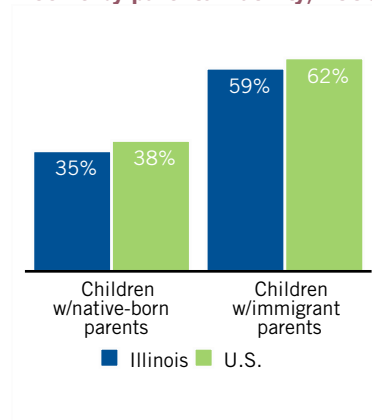 35%
38%
59%
62%
Children
w/native-born
parents
Children
w/immigrant
parents
Illinois U.S.